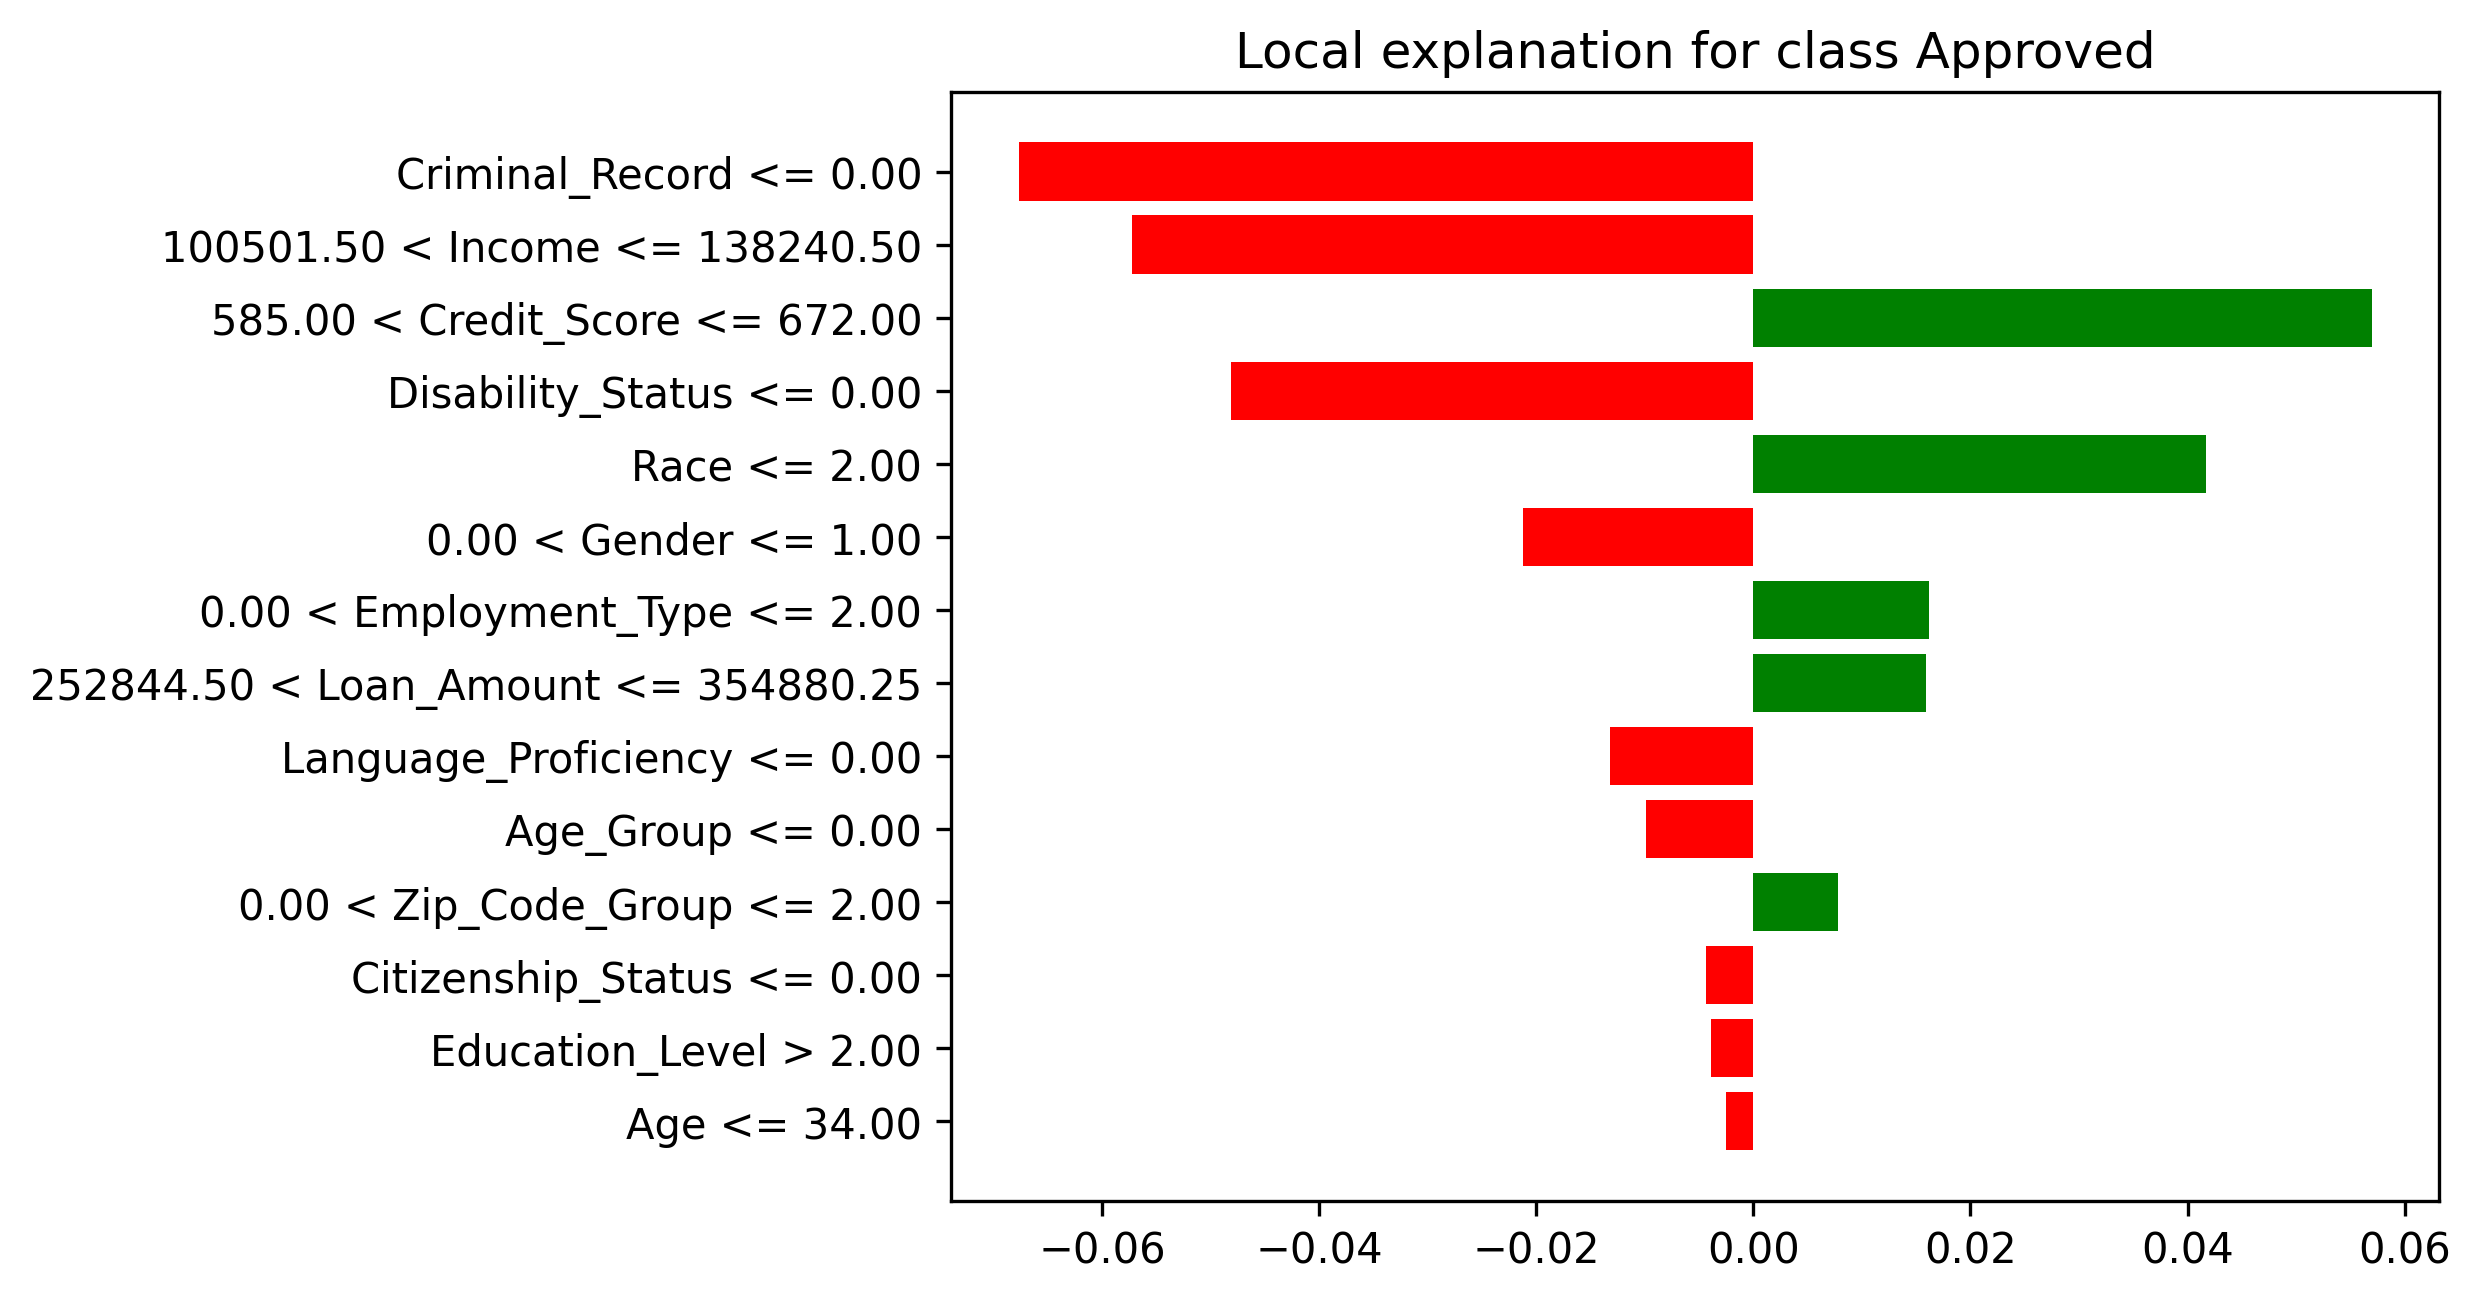 Local explanation for class Approved
Criminal_Record <= 0.00
100501.50 < Income <= 138240.50
585.00 < Credit_Score <= 672.00
Disability_Status <= 0.00
Race <= 2.00
0.00 < Gender <= 1.00
0.00 < Employment_Type <= 2.00
252844.50 < Loan_Amount <= 354880.25
Language_Proficiency <= 0.00
Age_Group <= 0.00
0.00 < Zip_Code_Group <= 2.00
Citizenship_Status <= 0.00
Education_Level > 2.00
Age <= 34.00
−0.06 −0.04 −0.02 0.00 0.02 0.04 0.06